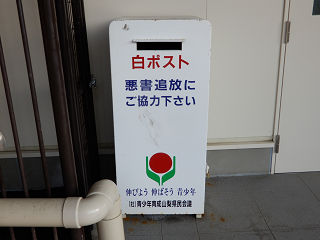 白ポスト
悪書追放に
ご協力下さい
伸びよう 伸ばそう 青少年
(社)青少年育成山梨県民会議